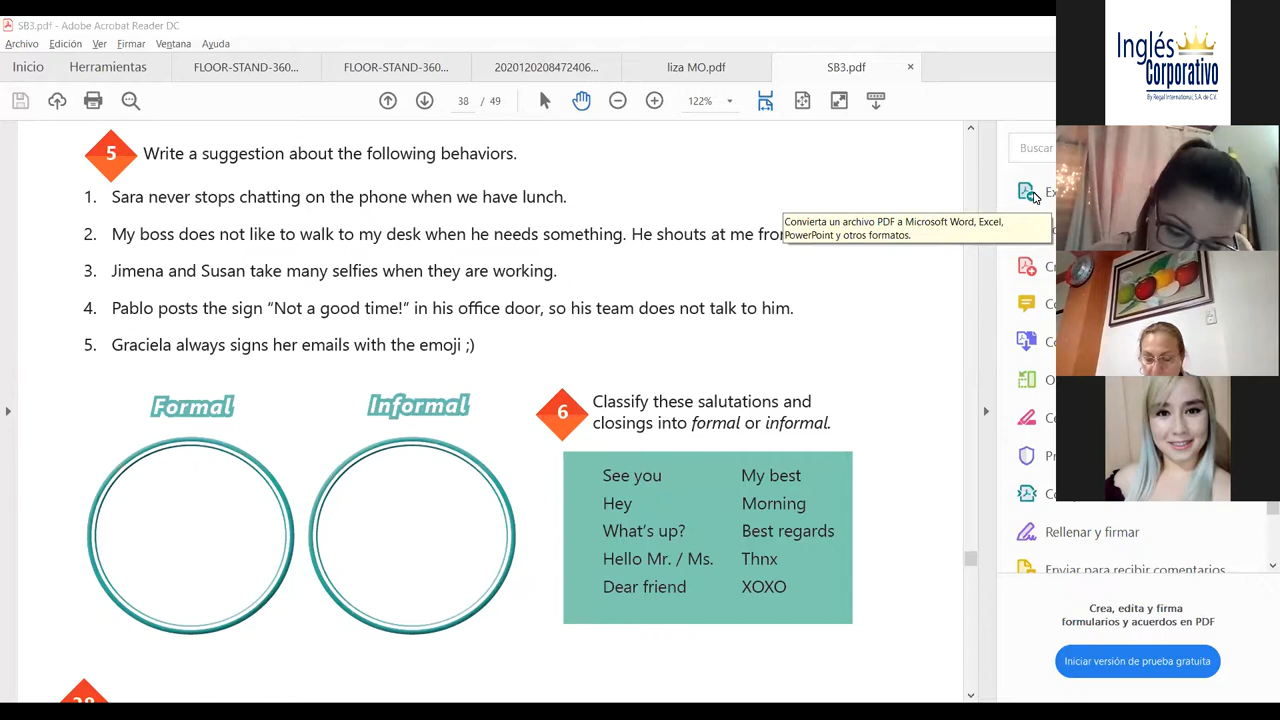 SB3.pdf - Adobe Acrobat Reader DC
Archivo Edición Ver Firmar Ventana Ayuda
Inicio Herramientas FLOOR-STAND-360... FLOOR-STAND-360... 20201202084724 06... liza MO.pdf SB3.pdf ×
/ 49 122%
5 Write a suggestion about the following behaviors.
1. Sara never stops chatting on the phone when we have lunch.
2. My boss does not like to walk to my desk when he needs something. He shouts at me from
3. Jimena and Susan take many selfies when they are working.
4. Pablo posts the sign “Not a good time!” in his office door, so his team does not talk to him.
5. Graciela always signs her emails with the emoji ;)
Formal Informal
6 Classify these salutations and
closings into formal or informal.
See you My best
Hey Morning
What's up? Best regards
Hello Mr. / Ms. Thnx
Dear friend XOXO
Buscar
Convierta un archivo PDF a Microsoft Word, Excel,
PowerPoint y otros formatos.
Rellenar y firmar
Enviar para recibir comentarios
Crea, edita y firma
formularios y acuerdos en PDF
Iniciar versión de prueba gratuita
Inglés
Corporativo
By Regal International, S.A. de C.V.